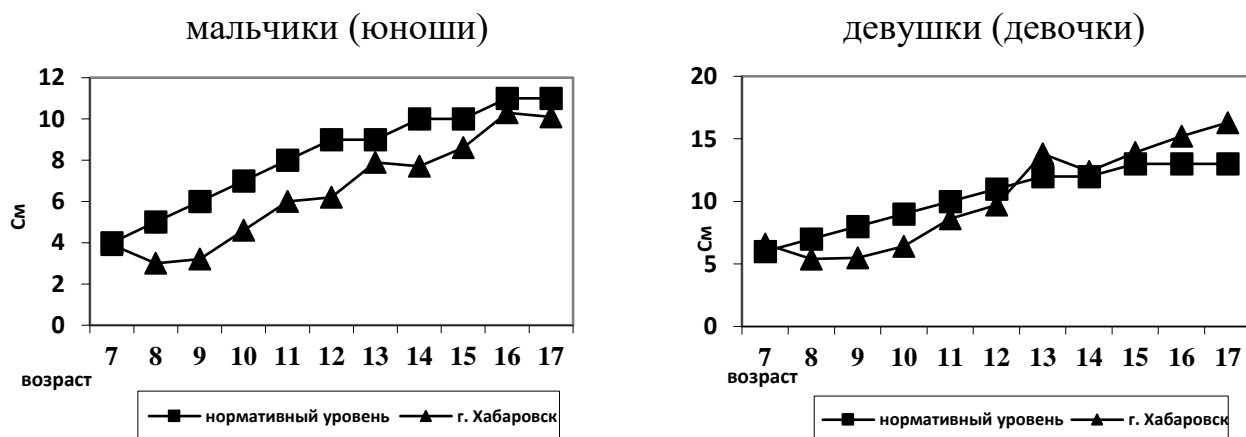 мальчики (юноши)
12
10
8
6
4
2
0
См
7 8 9 10 11 12 13 14 15 16 17
возраст
нормативный уровень г. Хабаровск
девушки (девочки)
20
15
10
5
0
См
7 8 9 10 11 12 13 14 15 16 17
возраст
нормативный уровень г. Хабаровск